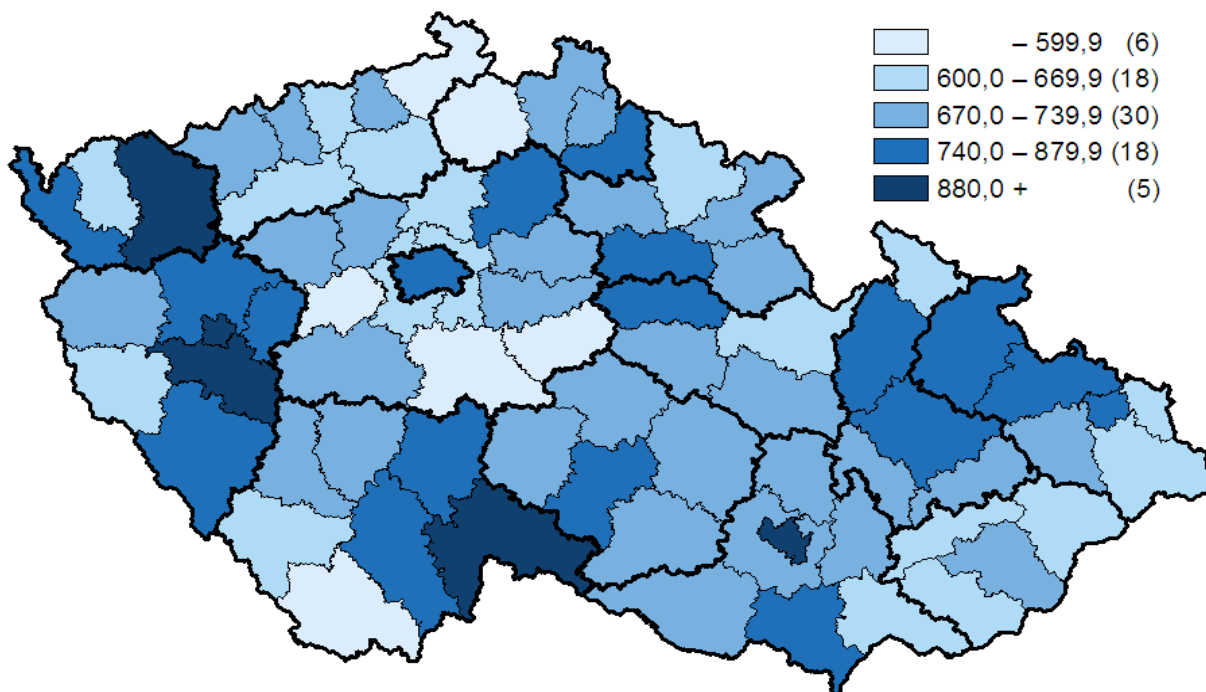 – 599,9 (6)
600,0 – 669,9 (18)
670,0 – 739,9 (30)
740,0 – 879,9 (18)
880,0 + (5)